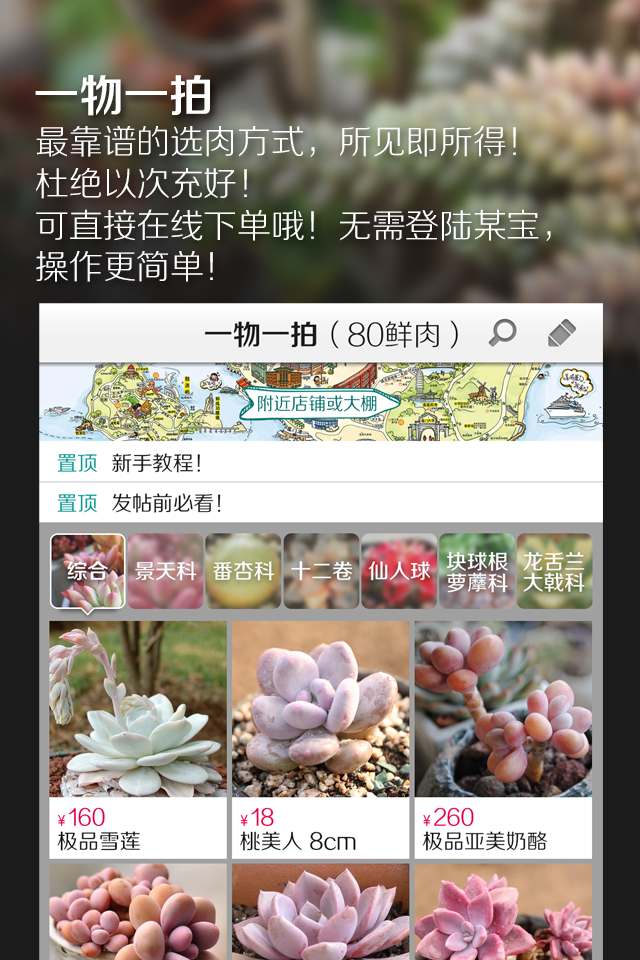 一物一拍
最靠谱的选肉方式，所见即所得！
杜绝以次充好！
可直接在线下单哦！无需登陆某宝，
操作更简单！
一物一拍（80鲜肉）
附近店铺或大棚
置顶 新手教程！
置顶 发帖前必看！
综合 景天科 番杏科 十二卷 仙人球 块球根萝藦科 龙舌兰大戟科
¥160 ¥18 ¥260
极品雪莲 桃美人 8cm 极品亚美奶酪